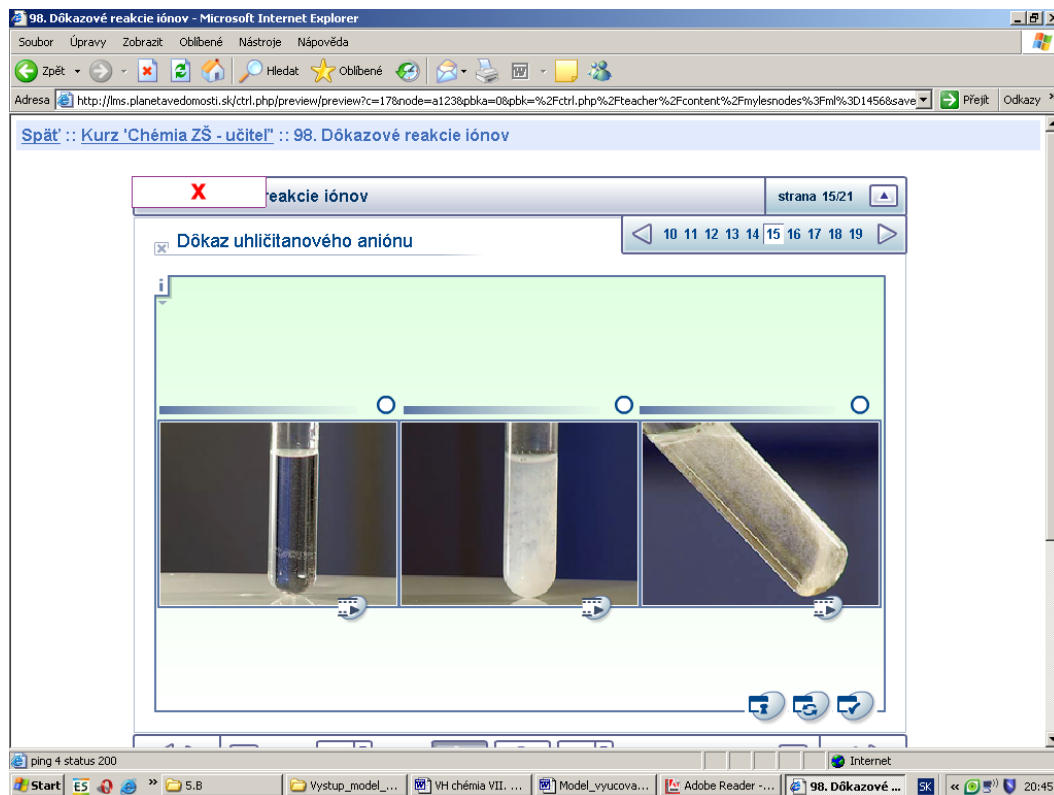 98. Dôkazové reakcie iónov - Microsoft Internet Explorer
Soubor Úpravy Zobrazit Oblíbené Nástroje Nápověda
Zpět Hledat Oblíbené
Adresa http://lms.planetavedomosti.sk/ctrl.php/preview/preview?c=17&node=a123&pbka=0&pbk=%2Fctrl.php%2Fteacher%2Fcontent%2Fmylesnodes%3Fml%3D1456&save Přejít Odkazy »
Späť :: Kurz 'Chémia ZŠ - učiteľ' :: 98. Dôkazové reakcie iónov
X reakcie iónov strana 15/21
Dôkaz uhličitanového aniónu 10 11 12 13 14 15 16 17 18 19
i
ping 4 status 200 Internet
Start ES » 5.B Vystup_model_... VH chémia VII. ... Model_vyucova... Adobe Reader -... 98. Dôkazové ... SK « 20:45